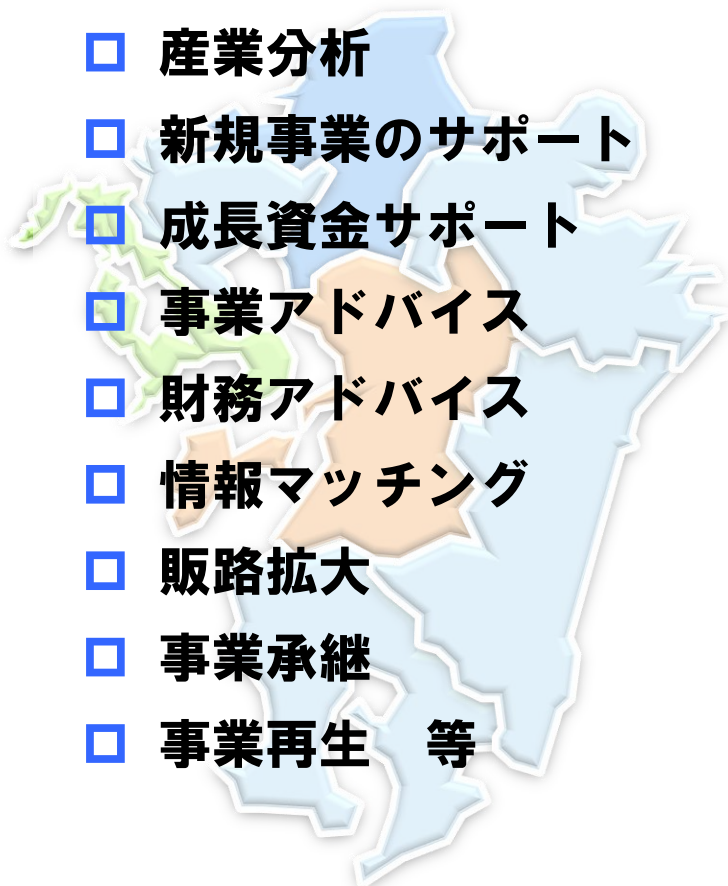 □ 産業分析
□ 新規事業のサポート
□ 成長資金サポート
□ 事業アドバイス
□ 財務アドバイス
□ 情報マッチング
□ 販路拡大
□ 事業承継
□ 事業再生　等